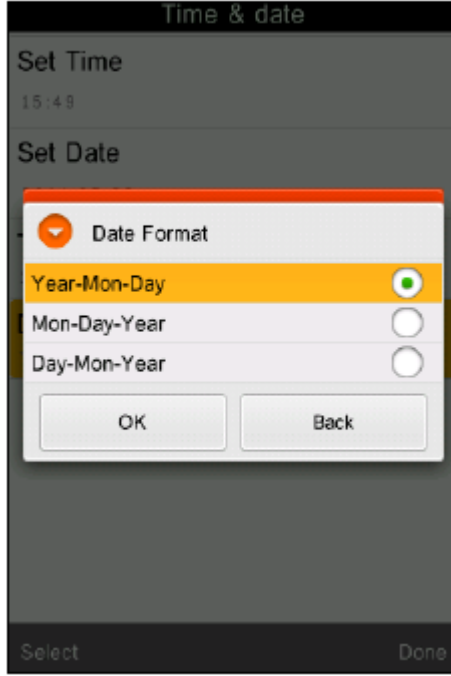 Time & date
Set Time
15:49
Set Date
Date Format
Year-Mon-Day
Mon-Day-Year
Day-Mon-Year
OK Back
Select Done